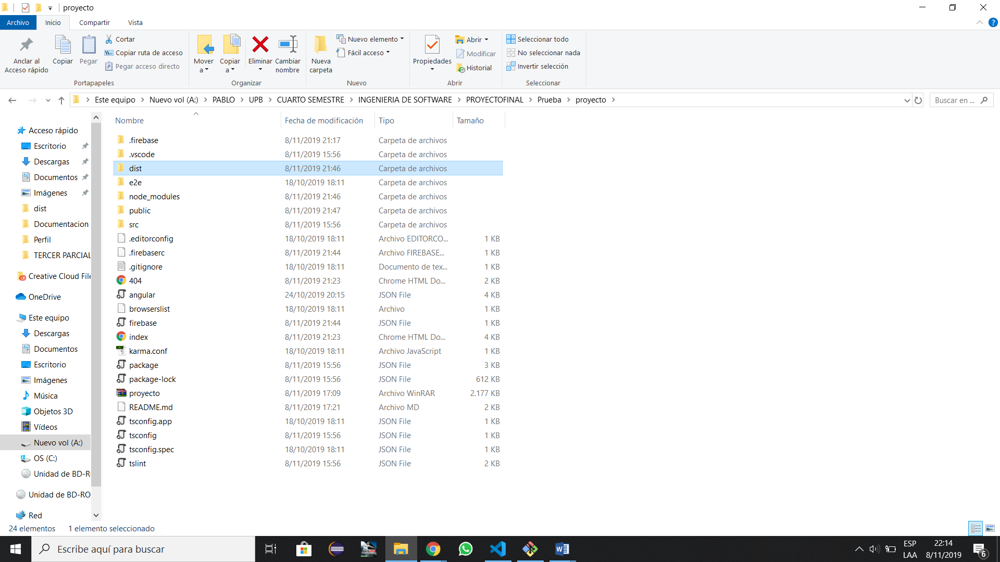 proyecto
Archivo Inicio Compartir Vista
Anclar al Acceso rápido
Copiar
Pegar
Cortar
Copiar ruta de acceso
Pegar acceso directo
Portapapeles
Mover a
Copiar a
Eliminar
Cambiar nombre
Organizar
Nueva carpeta
Nuevo elemento
Fácil acceso
Nuevo
Propiedades
Abrir
Modificar
Historial
Abrir
Seleccionar todo
No seleccionar nada
Invertir selección
Seleccionar
Este equipo > Nuevo vol (A:) > PABLO > UPB > CUARTO SEMESTRE > INGENIERIA DE SOFTWARE > PROYECTOFINAL > Prueba > proyecto >
Buscar en ...
Acceso rápido
Escritorio
Descargas
Documentos
Imágenes
dist
Documentacion
Perfil
TERCER PARCIAL
Creative Cloud File
OneDrive
Este equipo
Descargas
Documentos
Escritorio
Imágenes
Música
Objetos 3D
Vídeos
Nuevo vol (A:)
OS (C:)
Unidad de BD-R
Unidad de BD-RO
Red
Nombre Fecha de modificación Tipo Tamaño
.firebase 8/11/2019 21:17 Carpeta de archivos
.vscode 8/11/2019 15:56 Carpeta de archivos
dist 8/11/2019 21:46 Carpeta de archivos
e2e 18/10/2019 18:11 Carpeta de archivos
node_modules 8/11/2019 21:46 Carpeta de archivos
public 8/11/2019 21:47 Carpeta de archivos
src 8/11/2019 15:56 Carpeta de archivos
.editorconfig 18/10/2019 18:11 Archivo EDITORCO... 1 KB
.firebaserc 8/11/2019 21:44 Archivo FIREBASE... 1 KB
.gitignore 18/10/2019 18:11 Documento de tex... 1 KB
404 8/11/2019 21:23 Chrome HTML Do... 2 KB
angular 24/10/2019 20:15 JSON File 4 KB
browserslist 18/10/2019 18:11 Archivo 1 KB
firebase 8/11/2019 21:44 JSON File 1 KB
index 8/11/2019 21:23 Chrome HTML Do... 4 KB
karma.conf 18/10/2019 18:11 Archivo JavaScript 1 KB
package 8/11/2019 15:56 JSON File 3 KB
package-lock 8/11/2019 15:56 JSON File 612 KB
proyecto 8/11/2019 17:09 Archivo WinRAR 2.177 KB
README.md 8/11/2019 17:21 Archivo MD 2 KB
tsconfig.app 18/10/2019 18:11 JSON File 1 KB
tsconfig 8/11/2019 15:56 JSON File 1 KB
tsconfig.spec 18/10/2019 18:11 JSON File 1 KB
tslint 8/11/2019 15:56 JSON File 2 KB
24 elementos 1 elemento seleccionado
Escribe aquí para buscar
ESP
LAA
22:14
8/11/2019
6